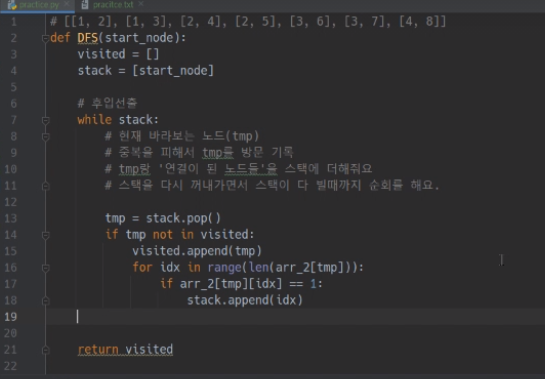 practice.py
pracitce.txt
1 # [[1, 2], [1, 3], [2, 4], [2, 5], [3, 6], [3, 7], [4, 8]]
2 def DFS(start_node):
3     visited = []
4     stack = [start_node]
5
6     # 후입선출
7     while stack:
8         # 현재 바라보는 노드(tmp)
9         # 중복을 피해서 tmp를 방문 기록
10         # tmp랑 '연결이 된 노드들'을 스택에 더해줘요
11         # 스택을 다시 꺼내가면서 스택이 다 빌때까지 순회를 해요.
12
13         tmp = stack.pop()
14         if tmp not in visited:
15             visited.append(tmp)
16             for idx in range(len(arr_2[tmp])):
17                 if arr_2[tmp][idx] == 1:
18                     stack.append(idx)
19
20
21     return visited
22